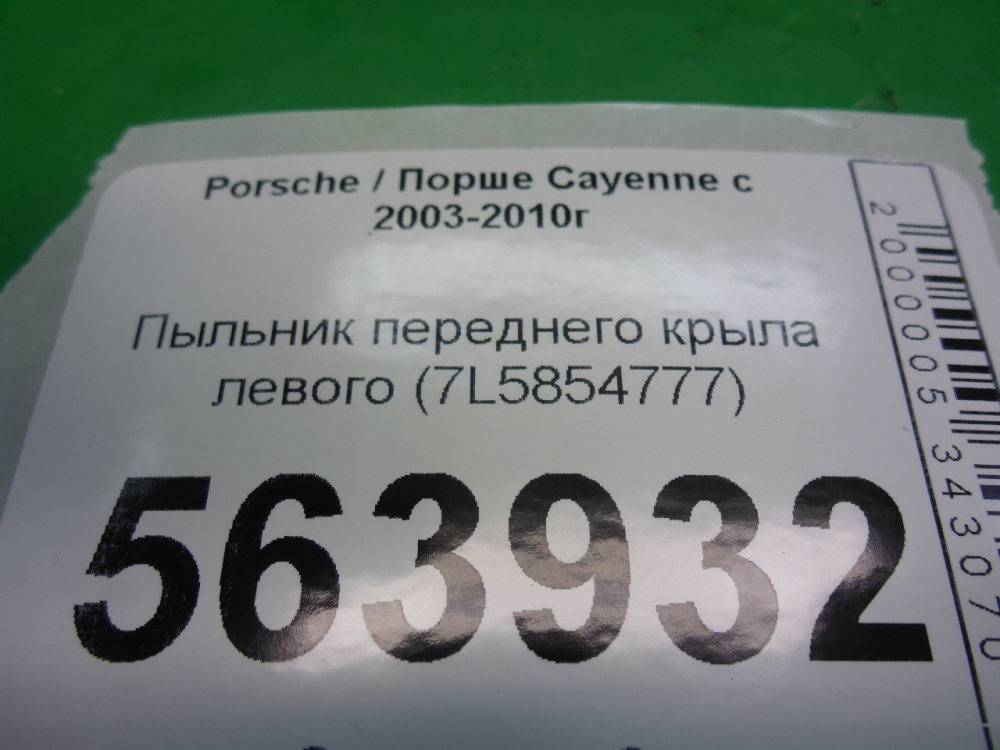 Porsche / Порше Cayenne с
2003-2010г
Пыльник переднего крыла
левого (7L5854777)
563932
2000005343070